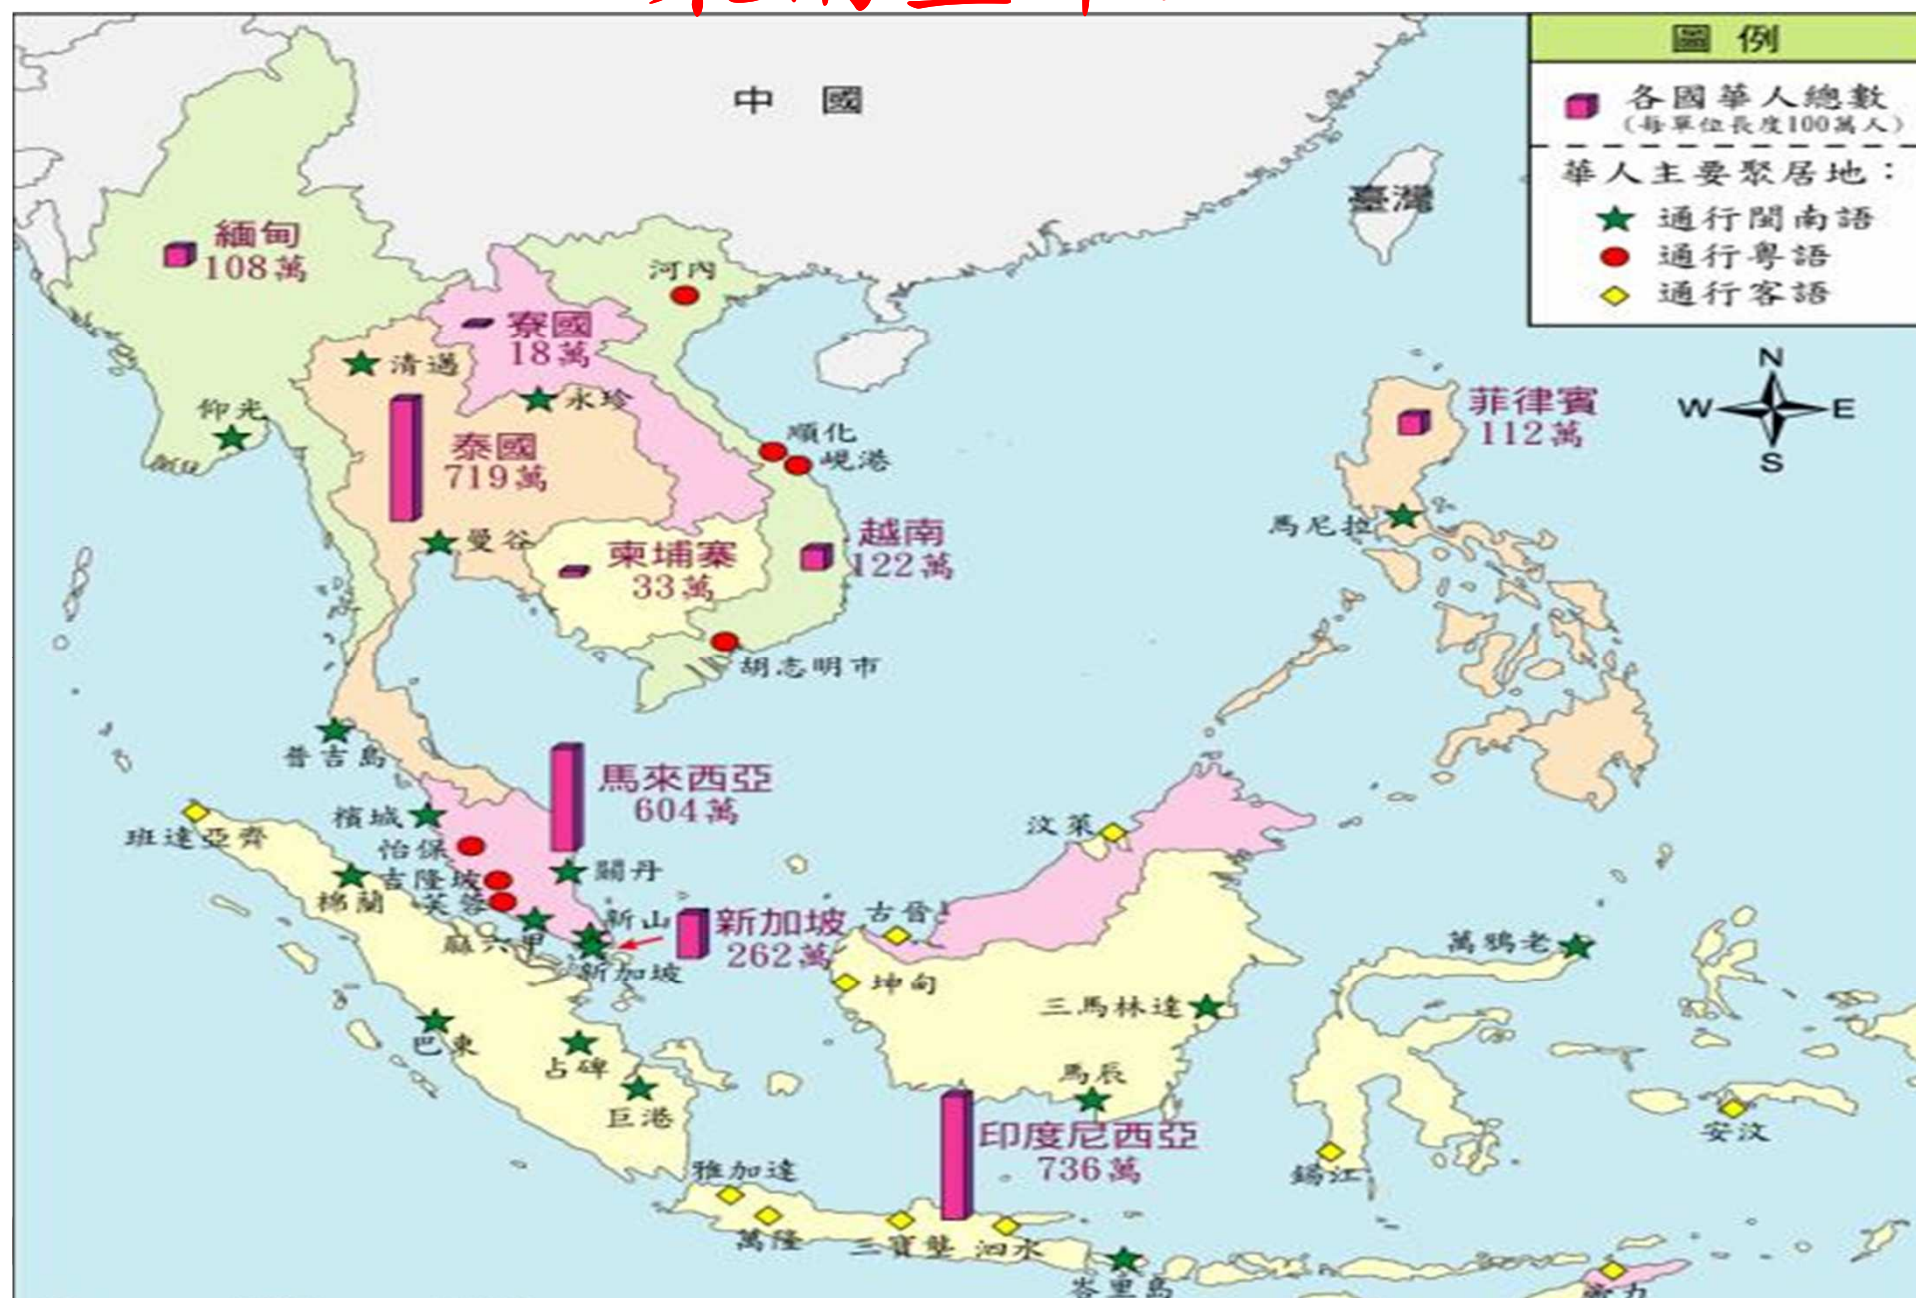 圖例
各國華人總數
(每單位長度100萬人)
華人主要聚居地：
通行閩南語
通行粵語
通行客語
中國
臺灣
緬甸
108萬
河內
寮國
18萬
清邁
永珍
仰光
泰國
719萬
順化
峴港
菲律賓
112萬
N
W
E
S
馬尼拉
曼谷
柬埔寨
33萬
越南
122萬
胡志明市
普吉島
馬來西亞
604萬
檳城
班達亞齊
怡保
汶萊
棉蘭
吉隆坡
關丹
芙蓉
新山
新加坡
262萬
古晉
麻六甲
新加坡
萬鴉老
坤甸
三馬林達
巴東
占碑
馬辰
巨港
印度尼西亞
736萬
安汶
錫江
雅加達
萬隆
三寶壟
泗水
峇里島